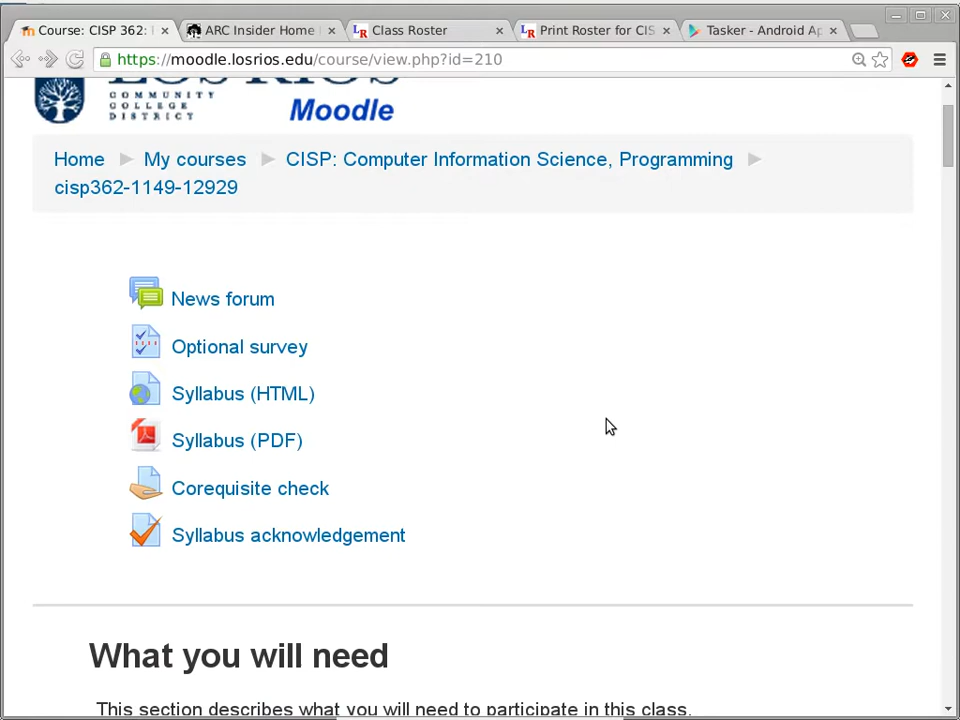 Course: CISP 362:
ARC Insider Home
Class Roster
Print Roster for CIS
Tasker - Android Ap
https://moodle.losrios.edu/course/view.php?id=210
LOS RIOS
COMMUNITY
COLLEGE
DISTRICT
Moodle
Home
My courses
CISP: Computer Information Science, Programming
cisp362-1149-12929
News forum
Optional survey
Syllabus (HTML)
Syllabus (PDF)
Corequisite check
Syllabus acknowledgement
What you will need
This section describes what you will need to participate in this class.